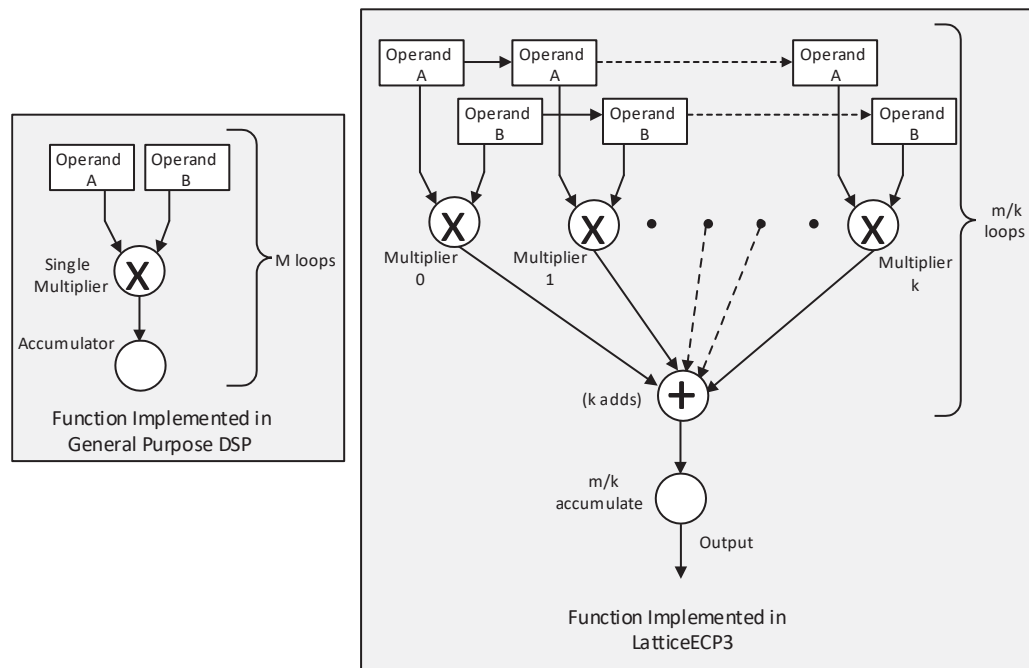 Operand
A
Operand
B
Single
Multiplier
X
Accumulator
M loops
Function Implemented in
General Purpose DSP
Operand
A
Operand
A
Operand
A
Operand
B
Operand
B
Operand
B
X
X
X
Multiplier
0
Multiplier
1
Multiplier
k
m/k
loops
(k adds)
+
m/k
accumulate
Output
Function Implemented in
LatticeECP3